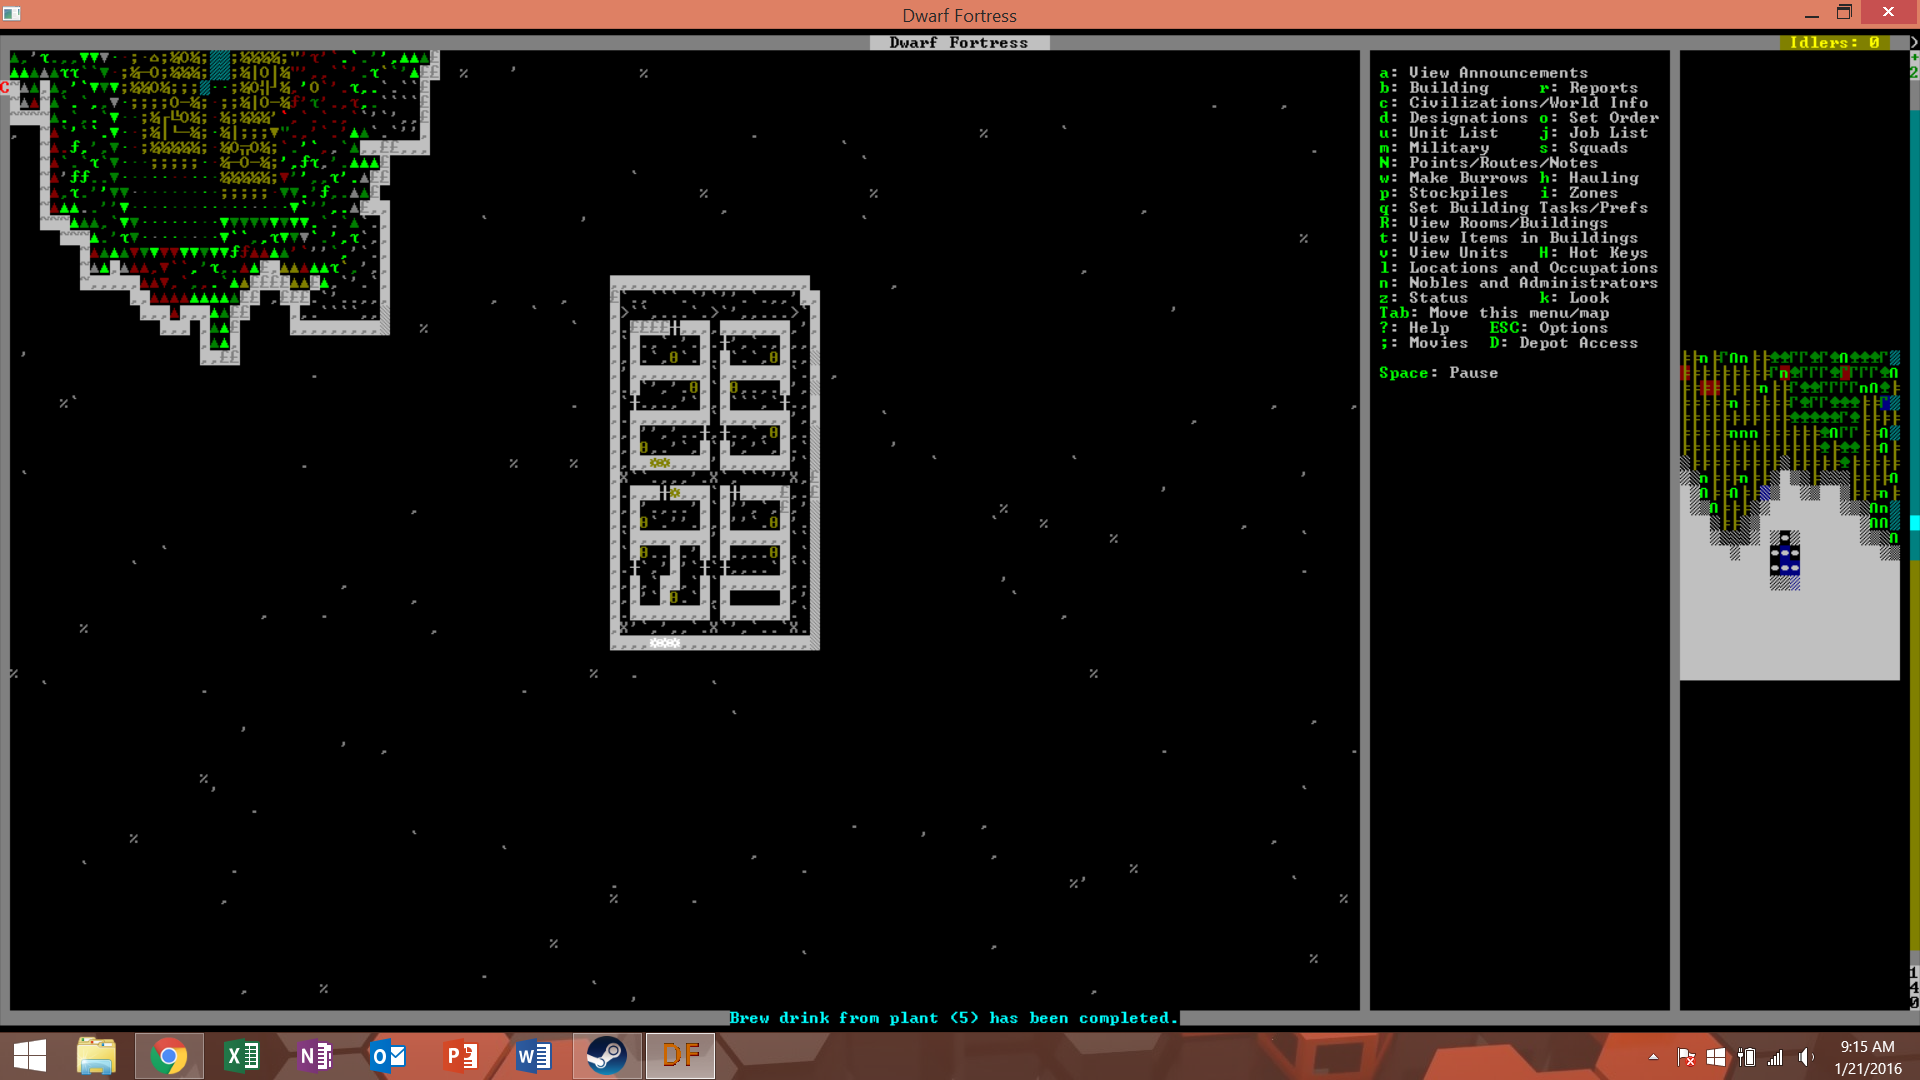 Dwarf Fortress
Dwarf Fortress
Idlers: 0
a: View Announcements
b: Building r: Reports
c: Civilizations/World Info
d: Designations o: Set Order
u: Unit List j: Job List
m: Military s: Squads
N: Points/Routes/Notes
w: Make Burrows h: Hauling
p: Stockpiles i: Zones
q: Set Building Tasks/Prefs
R: View Rooms/Buildings
t: View Items in Buildings
v: View Units H: Hot Keys
l: Locations and Occupations
n: Nobles and Administrators
z: Status k: Look
Tab: Move this menu/map
?: Help ESC: Options
;: Movies D: Depot Access
Space: Pause
Brew drink from plant (5) has been completed.
DF
9:15 AM
1/21/2016